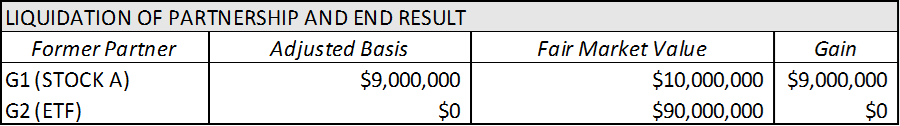 LIQUIDATION OF PARTNERSHIP AND END RESULT
Former Partner Adjusted Basis Fair Market Value Gain
G1 (STOCK A) $9,000,000 $10,000,000 $9,000,000
G2 (ETF) $0 $90,000,000 $0